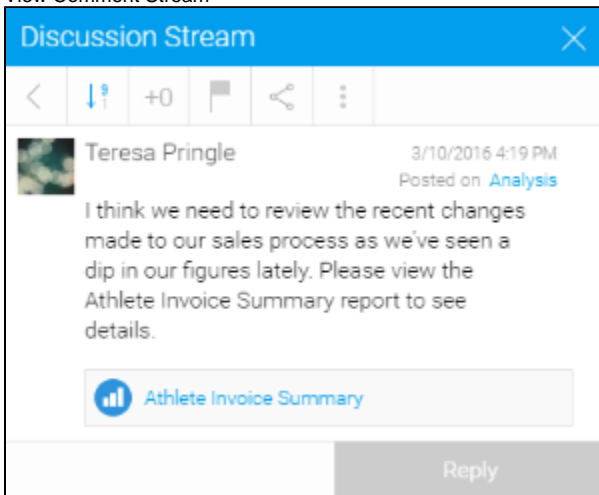 View Comment Stream
Discussion Stream
+0
Teresa Pringle
3/10/2016 4:19 PM
Posted on Analysis
I think we need to review the recent changes
made to our sales process as we've seen a
dip in our figures lately. Please view the
Athlete Invoice Summary report to see
details.
Athlete Invoice Summary
Reply